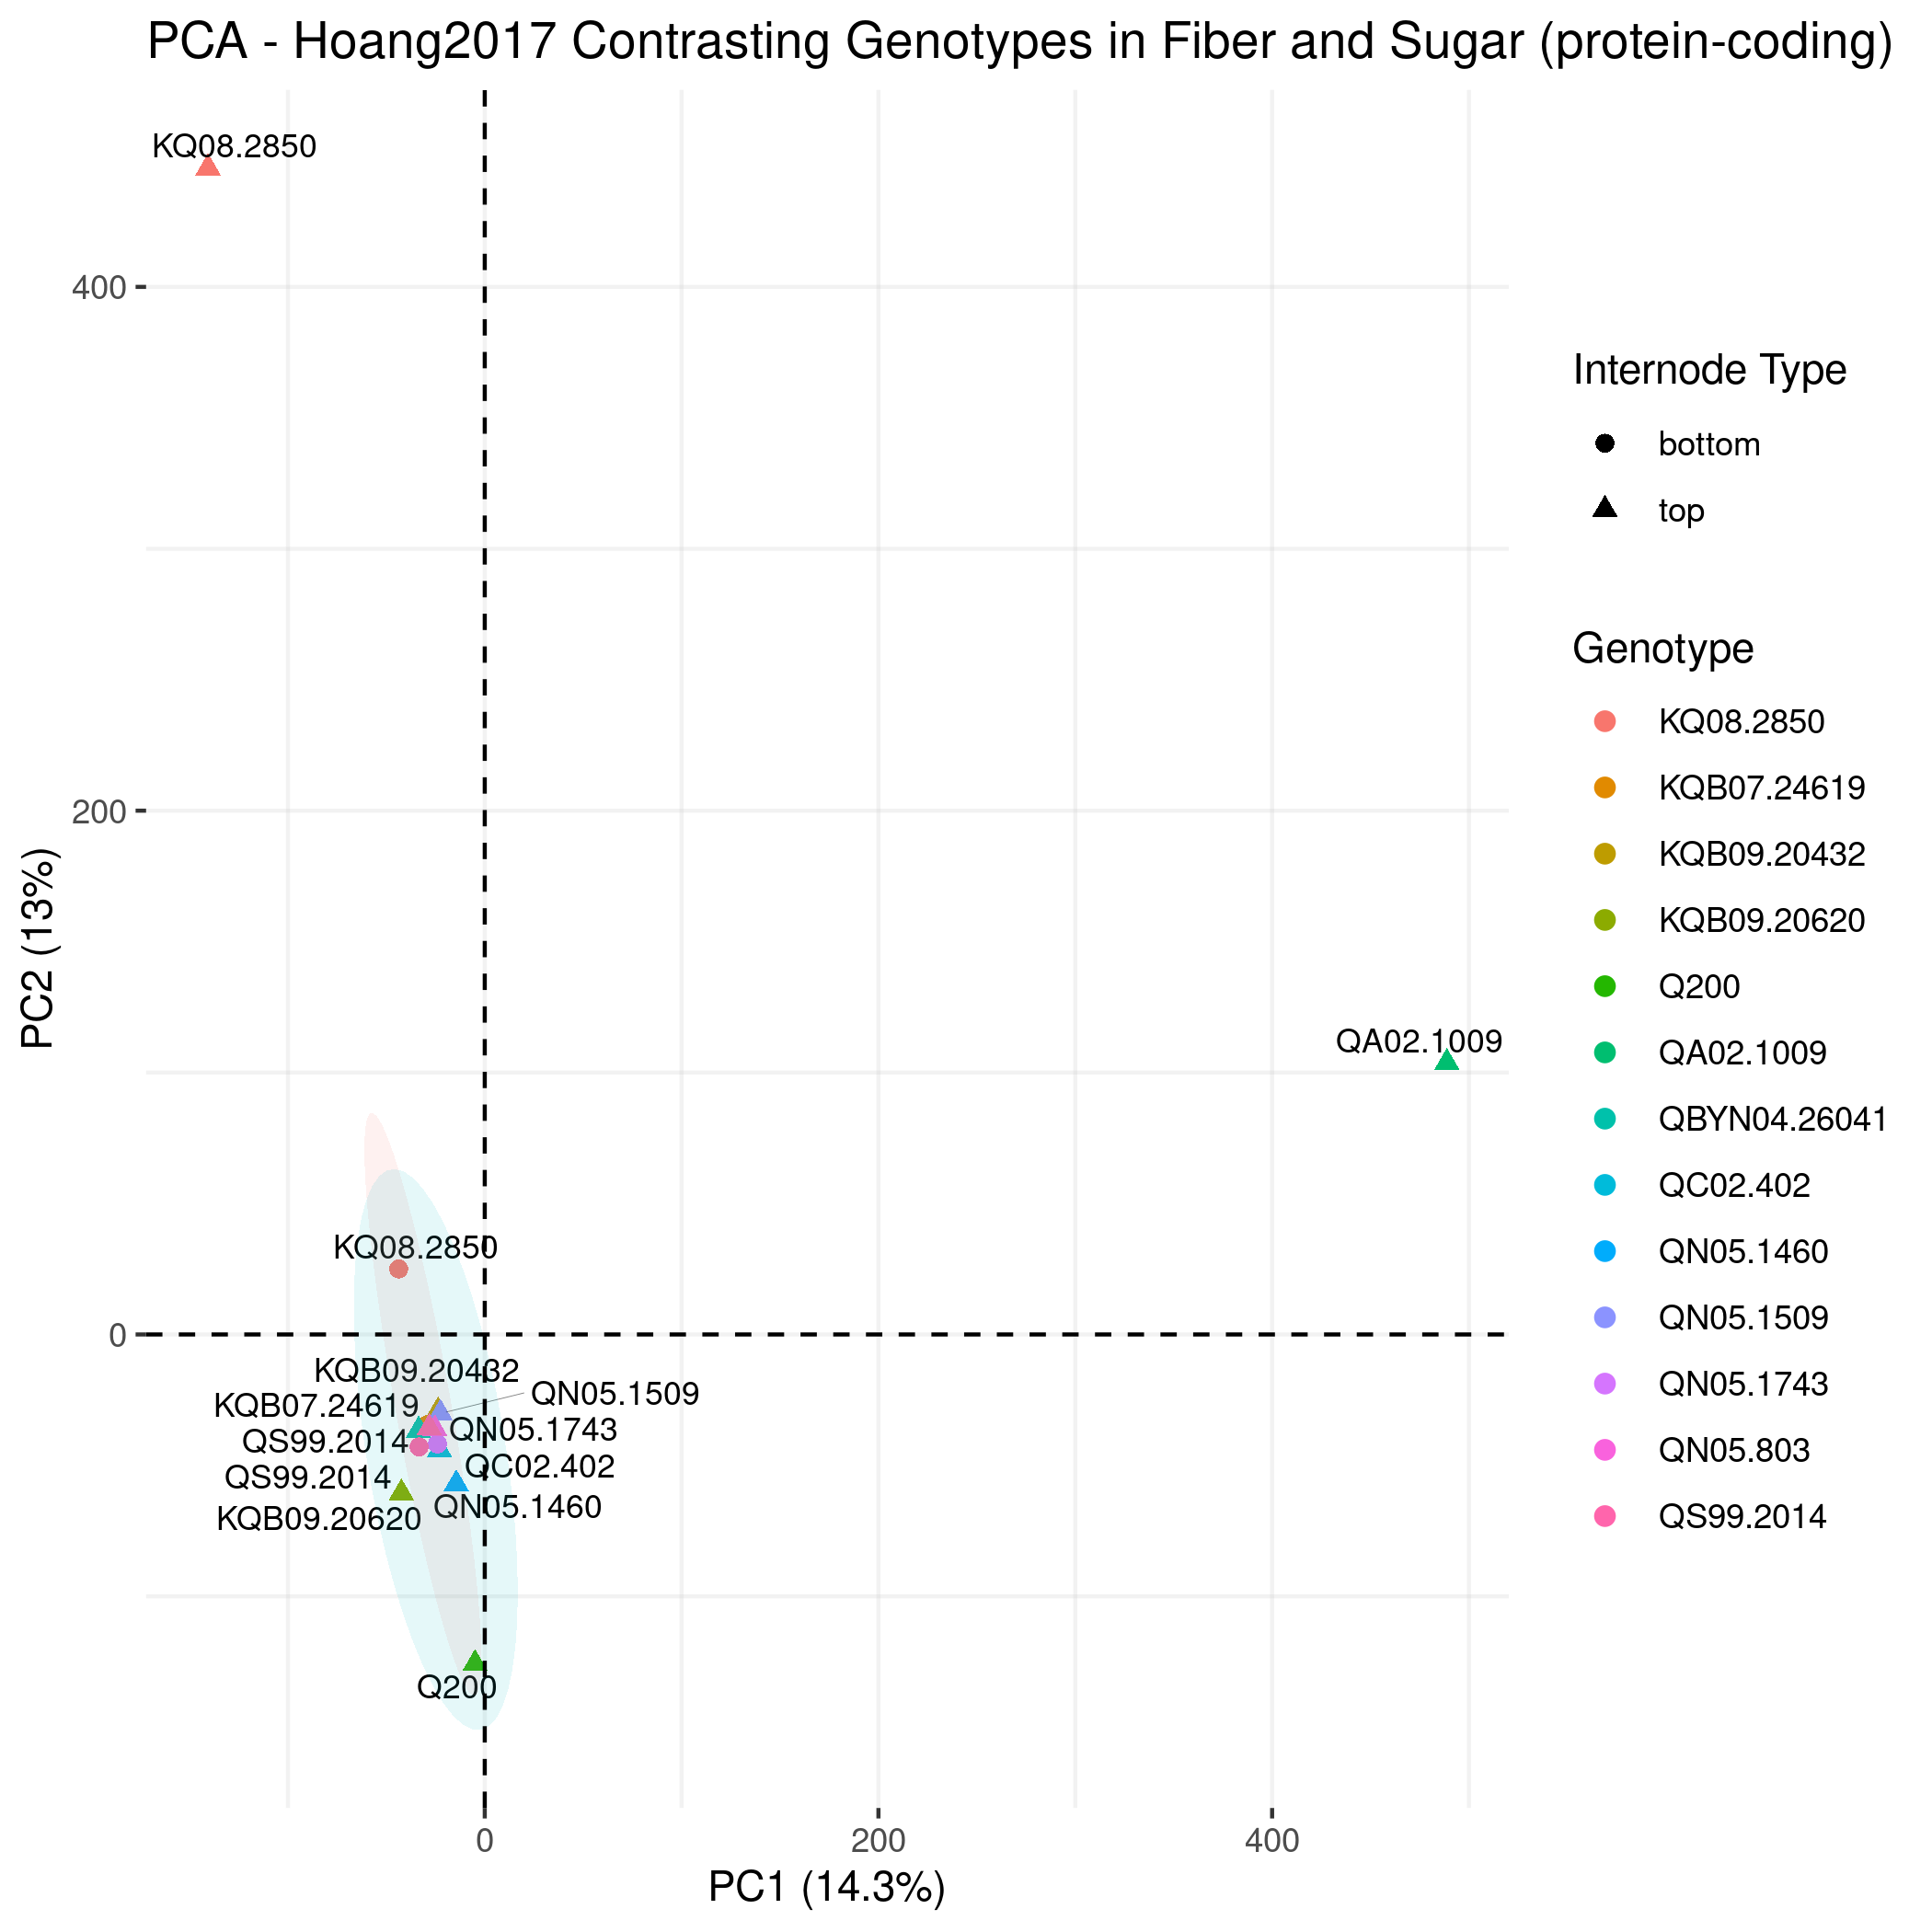 PCA - Hoang2017 Contrasting Genotypes in Fiber and Sugar (protein-coding)
KQ08.2850
400
200
0
PC2 (13%)
QA02.1009
KQ08.2850
KQB09.20432
QN05.1509
KQB07.24619
QN05.1743
QS99.2014
QC02.402
QS99.2014
QN05.1460
KQB09.20620
Q200
0
200
400
PC1 (14.3%)
Internode Type
bottom
top
Genotype
KQ08.2850
KQB07.24619
KQB09.20432
KQB09.20620
Q200
QA02.1009
QBYN04.26041
QC02.402
QN05.1460
QN05.1509
QN05.1743
QN05.803
QS99.2014